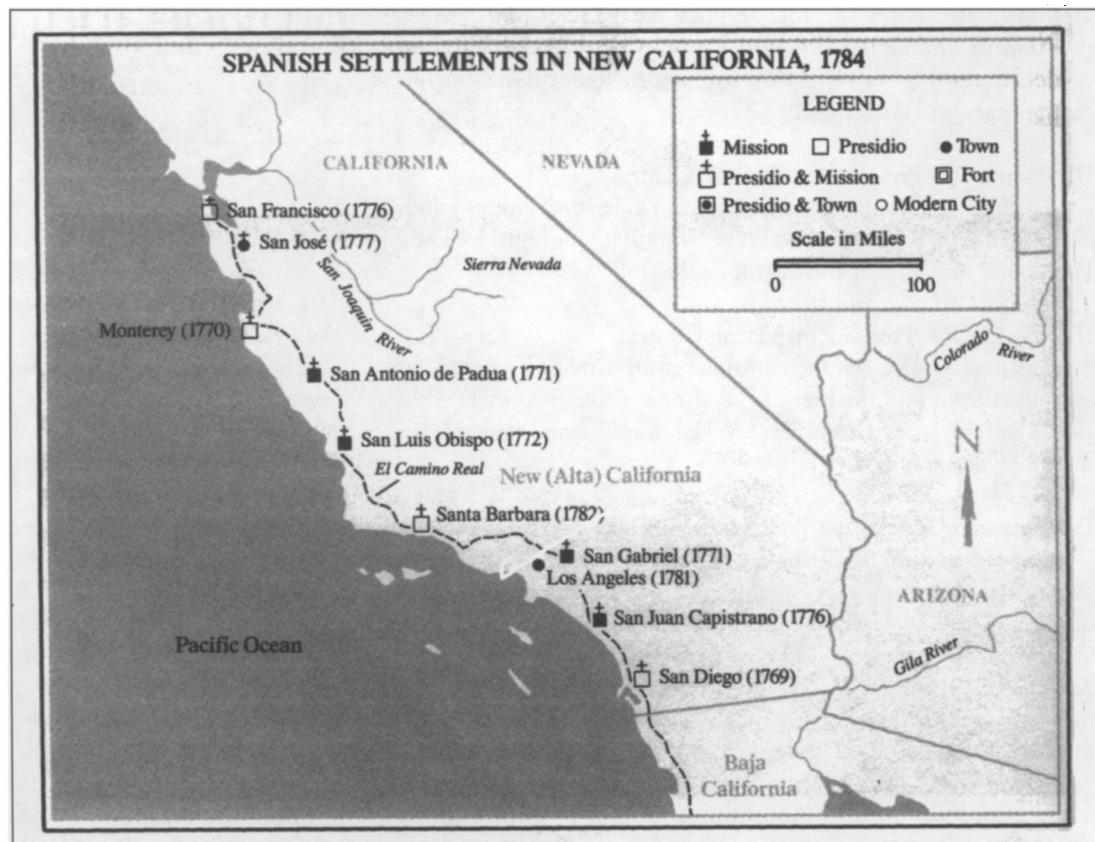 SPANISH SETTLEMENTS IN NEW CALIFORNIA, 1784
LEGEND
Mission
Presidio
Town
Presidio & Mission
Fort
Presidio & Town
Modern City
Scale in Miles
0
100
CALIFORNIA
NEVADA
San Francisco (1776)
San José (1777)
San Joaquin
River
Sierra Nevada
Monterey (1770)
Colorado
River
San Antonio de Padua (1771)
San Luis Obispo (1772)
N
El Camino Real
New (Alta) California
Santa Barbara
San Gabriel (1771)
Los Angeles (1781)
ARIZONA
San Juan Capistrano (1776)
Pacific Ocean
Gila River
San Diego (1769)
Baja
California